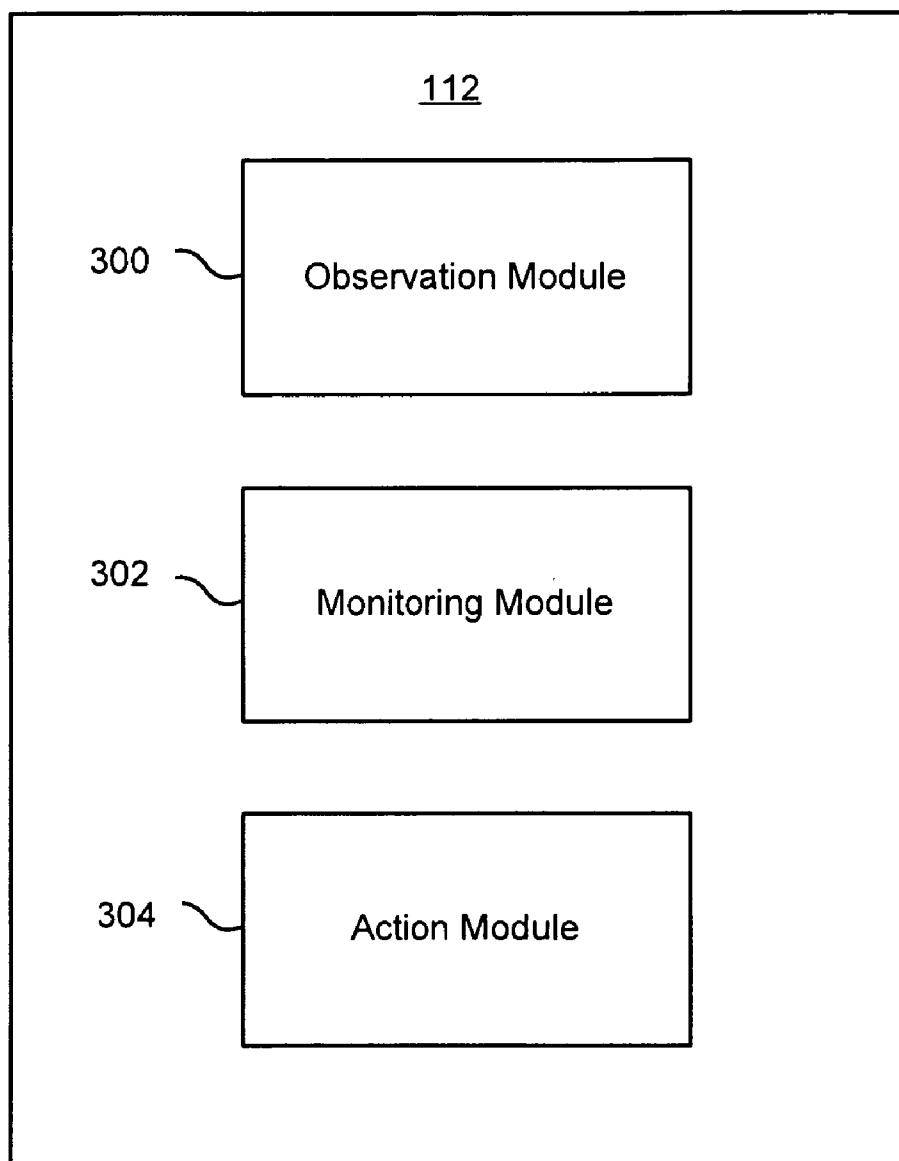 112
300
Observation Module
302
Monitoring Module
304
Action Module